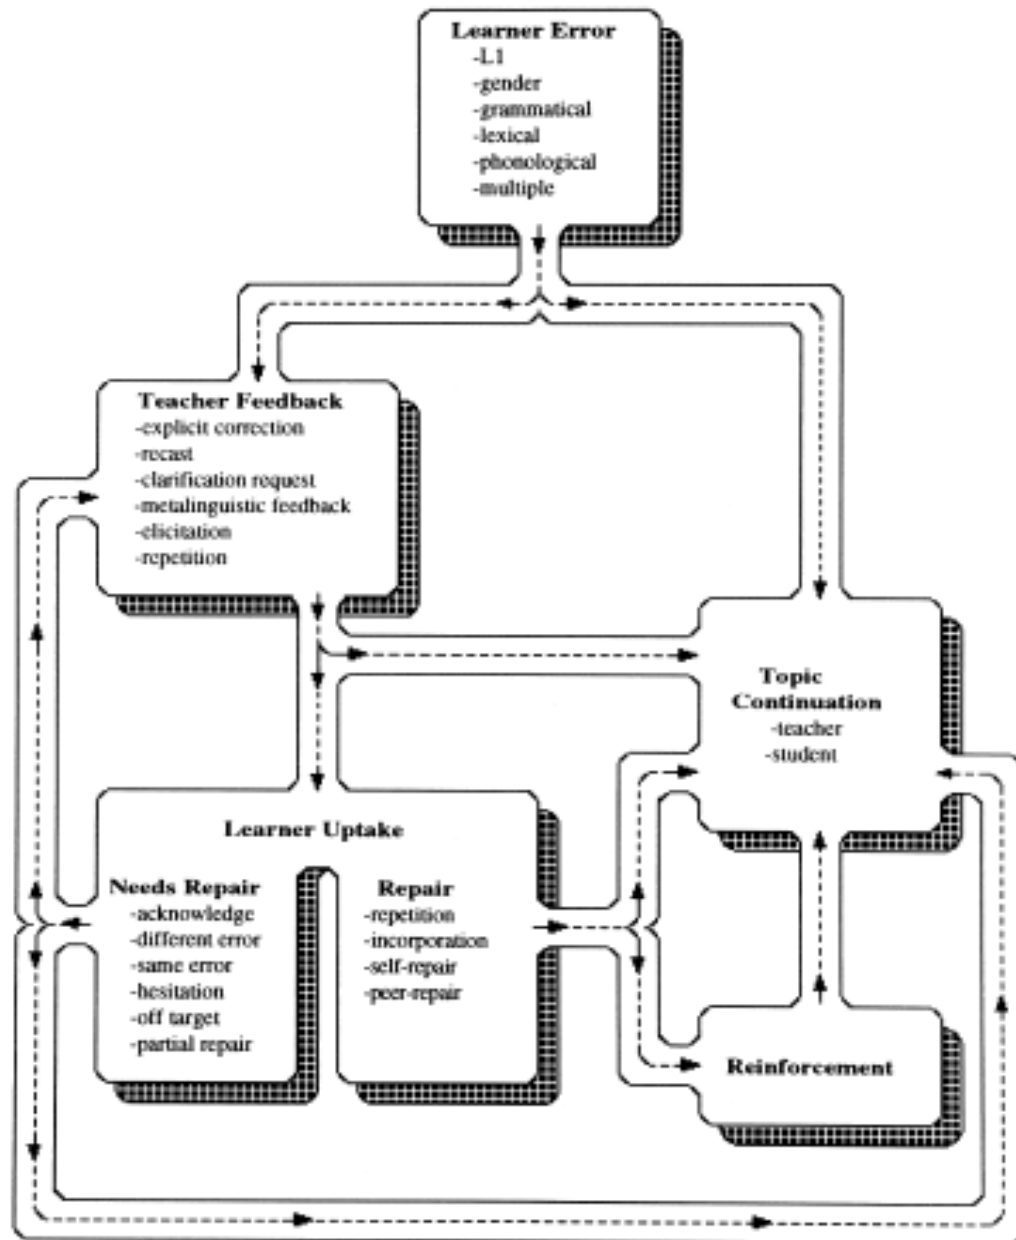 Learner Error
-L1
-gender
-grammatical
-lexical
-phonological
-multiple
Teacher Feedback
-explicit correction
-recast
-clarification request
-metalinguistic feedback
-elicitation
-repetition
Topic
Continuation
-teacher
-student
Learner Uptake
Needs Repair
-acknowledge
-different error
-same error
-hesitation
-off target
-partial repair
Repair
-repetition
-incorporation
-self-repair
-peer-repair
Reinforcement